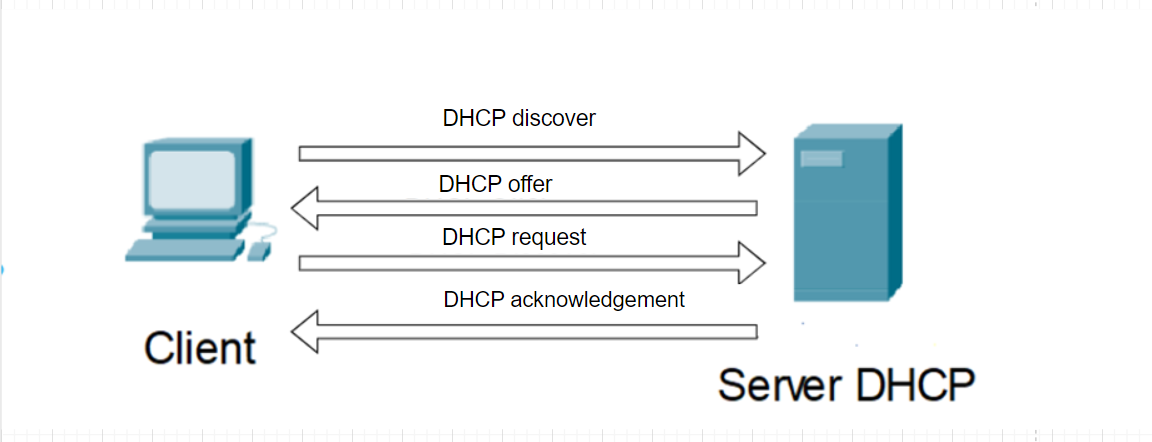 DHCP discover
DHCP offer
DHCP request
DHCP acknowledgement
Client
Server DHCP